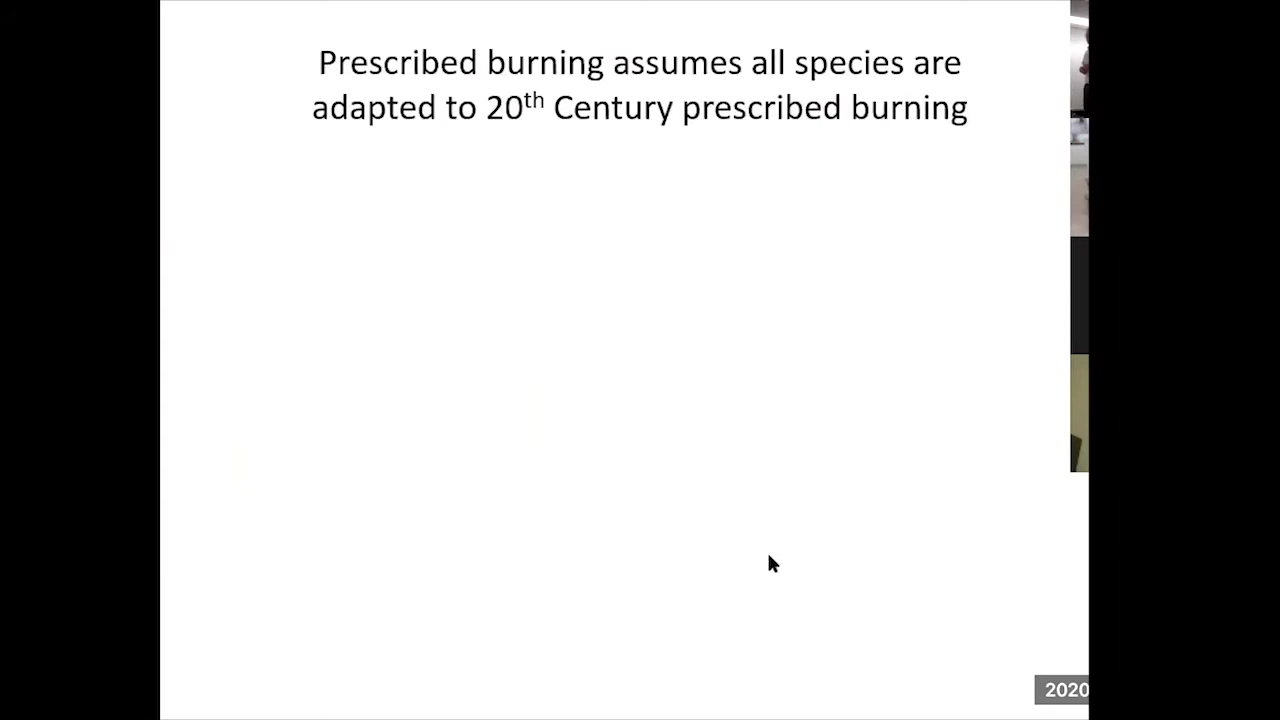 Prescribed burning assumes all species are
adapted to 20th Century prescribed burning
2020